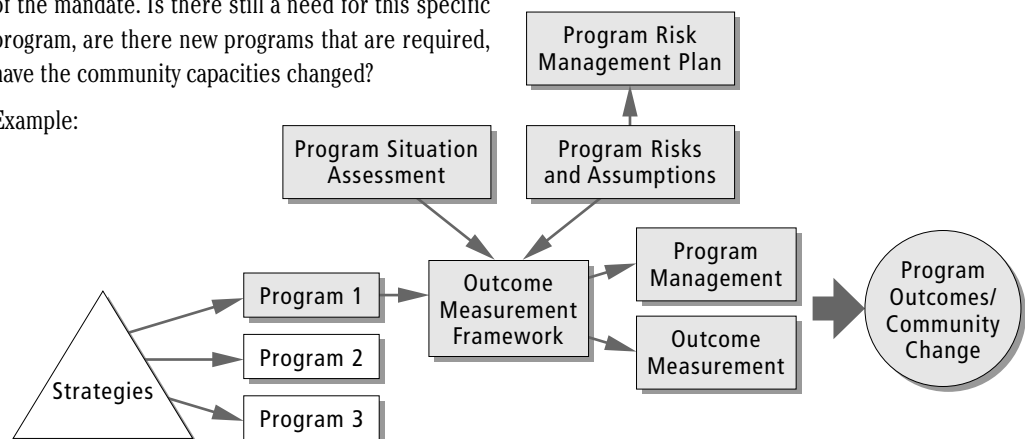 of the mandate. Is there still a need for this specific
program, are there new programs that are required,
have the community capacities changed?
Example:
Program Risk
Management Plan
Program Situation
Assessment
Program Risks
and Assumptions
Program 1
Outcome
Measurement
Framework
Program
Management
Program
Outcomes/
Community
Change
Program 2
Outcome
Measurement
Strategies
Program 3